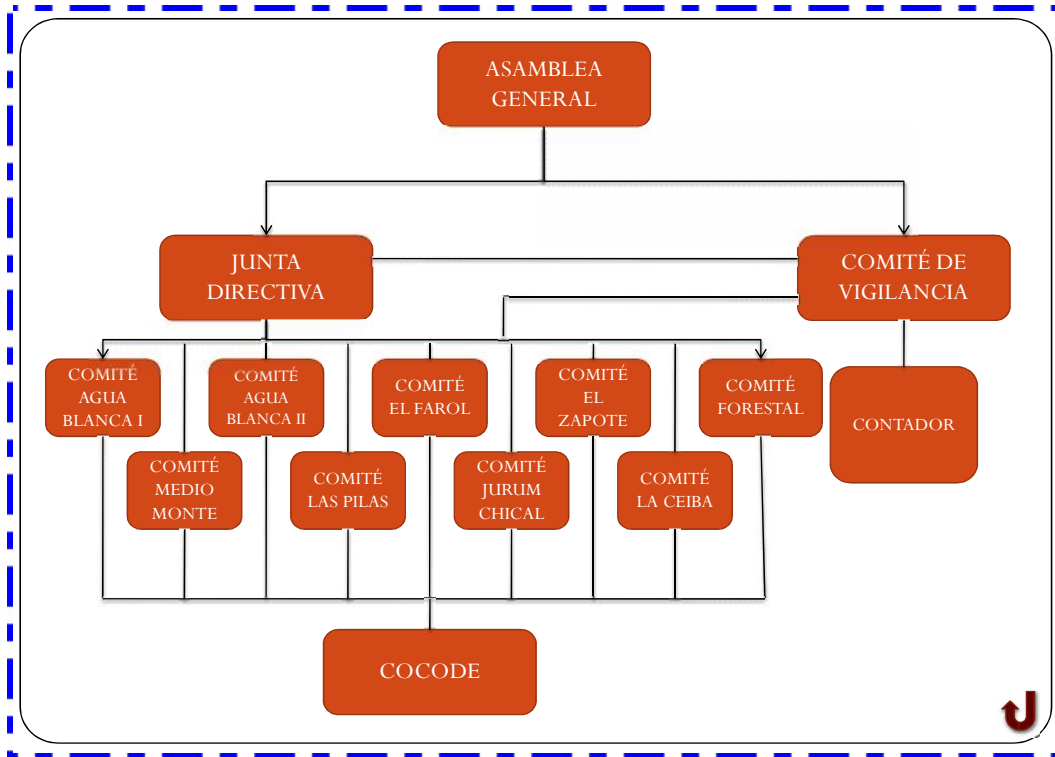 ASAMBLEA
GENERAL
JUNTA
DIRECTIVA
COMITÉ DE
VIGILANCIA
COMITÉ
AGUA
BLANCA I
COMITÉ
AGUA
BLANCA II
COMITÉ
EL FAROL
COMITÉ
EL
ZAPOTE
COMITÉ
FORESTAL
CONTADOR
COMITÉ
MEDIO
MONTE
COMITÉ
LAS PILAS
COMITÉ
JURUM
CHICAL
COMITÉ
LA CEIBA
COCODE